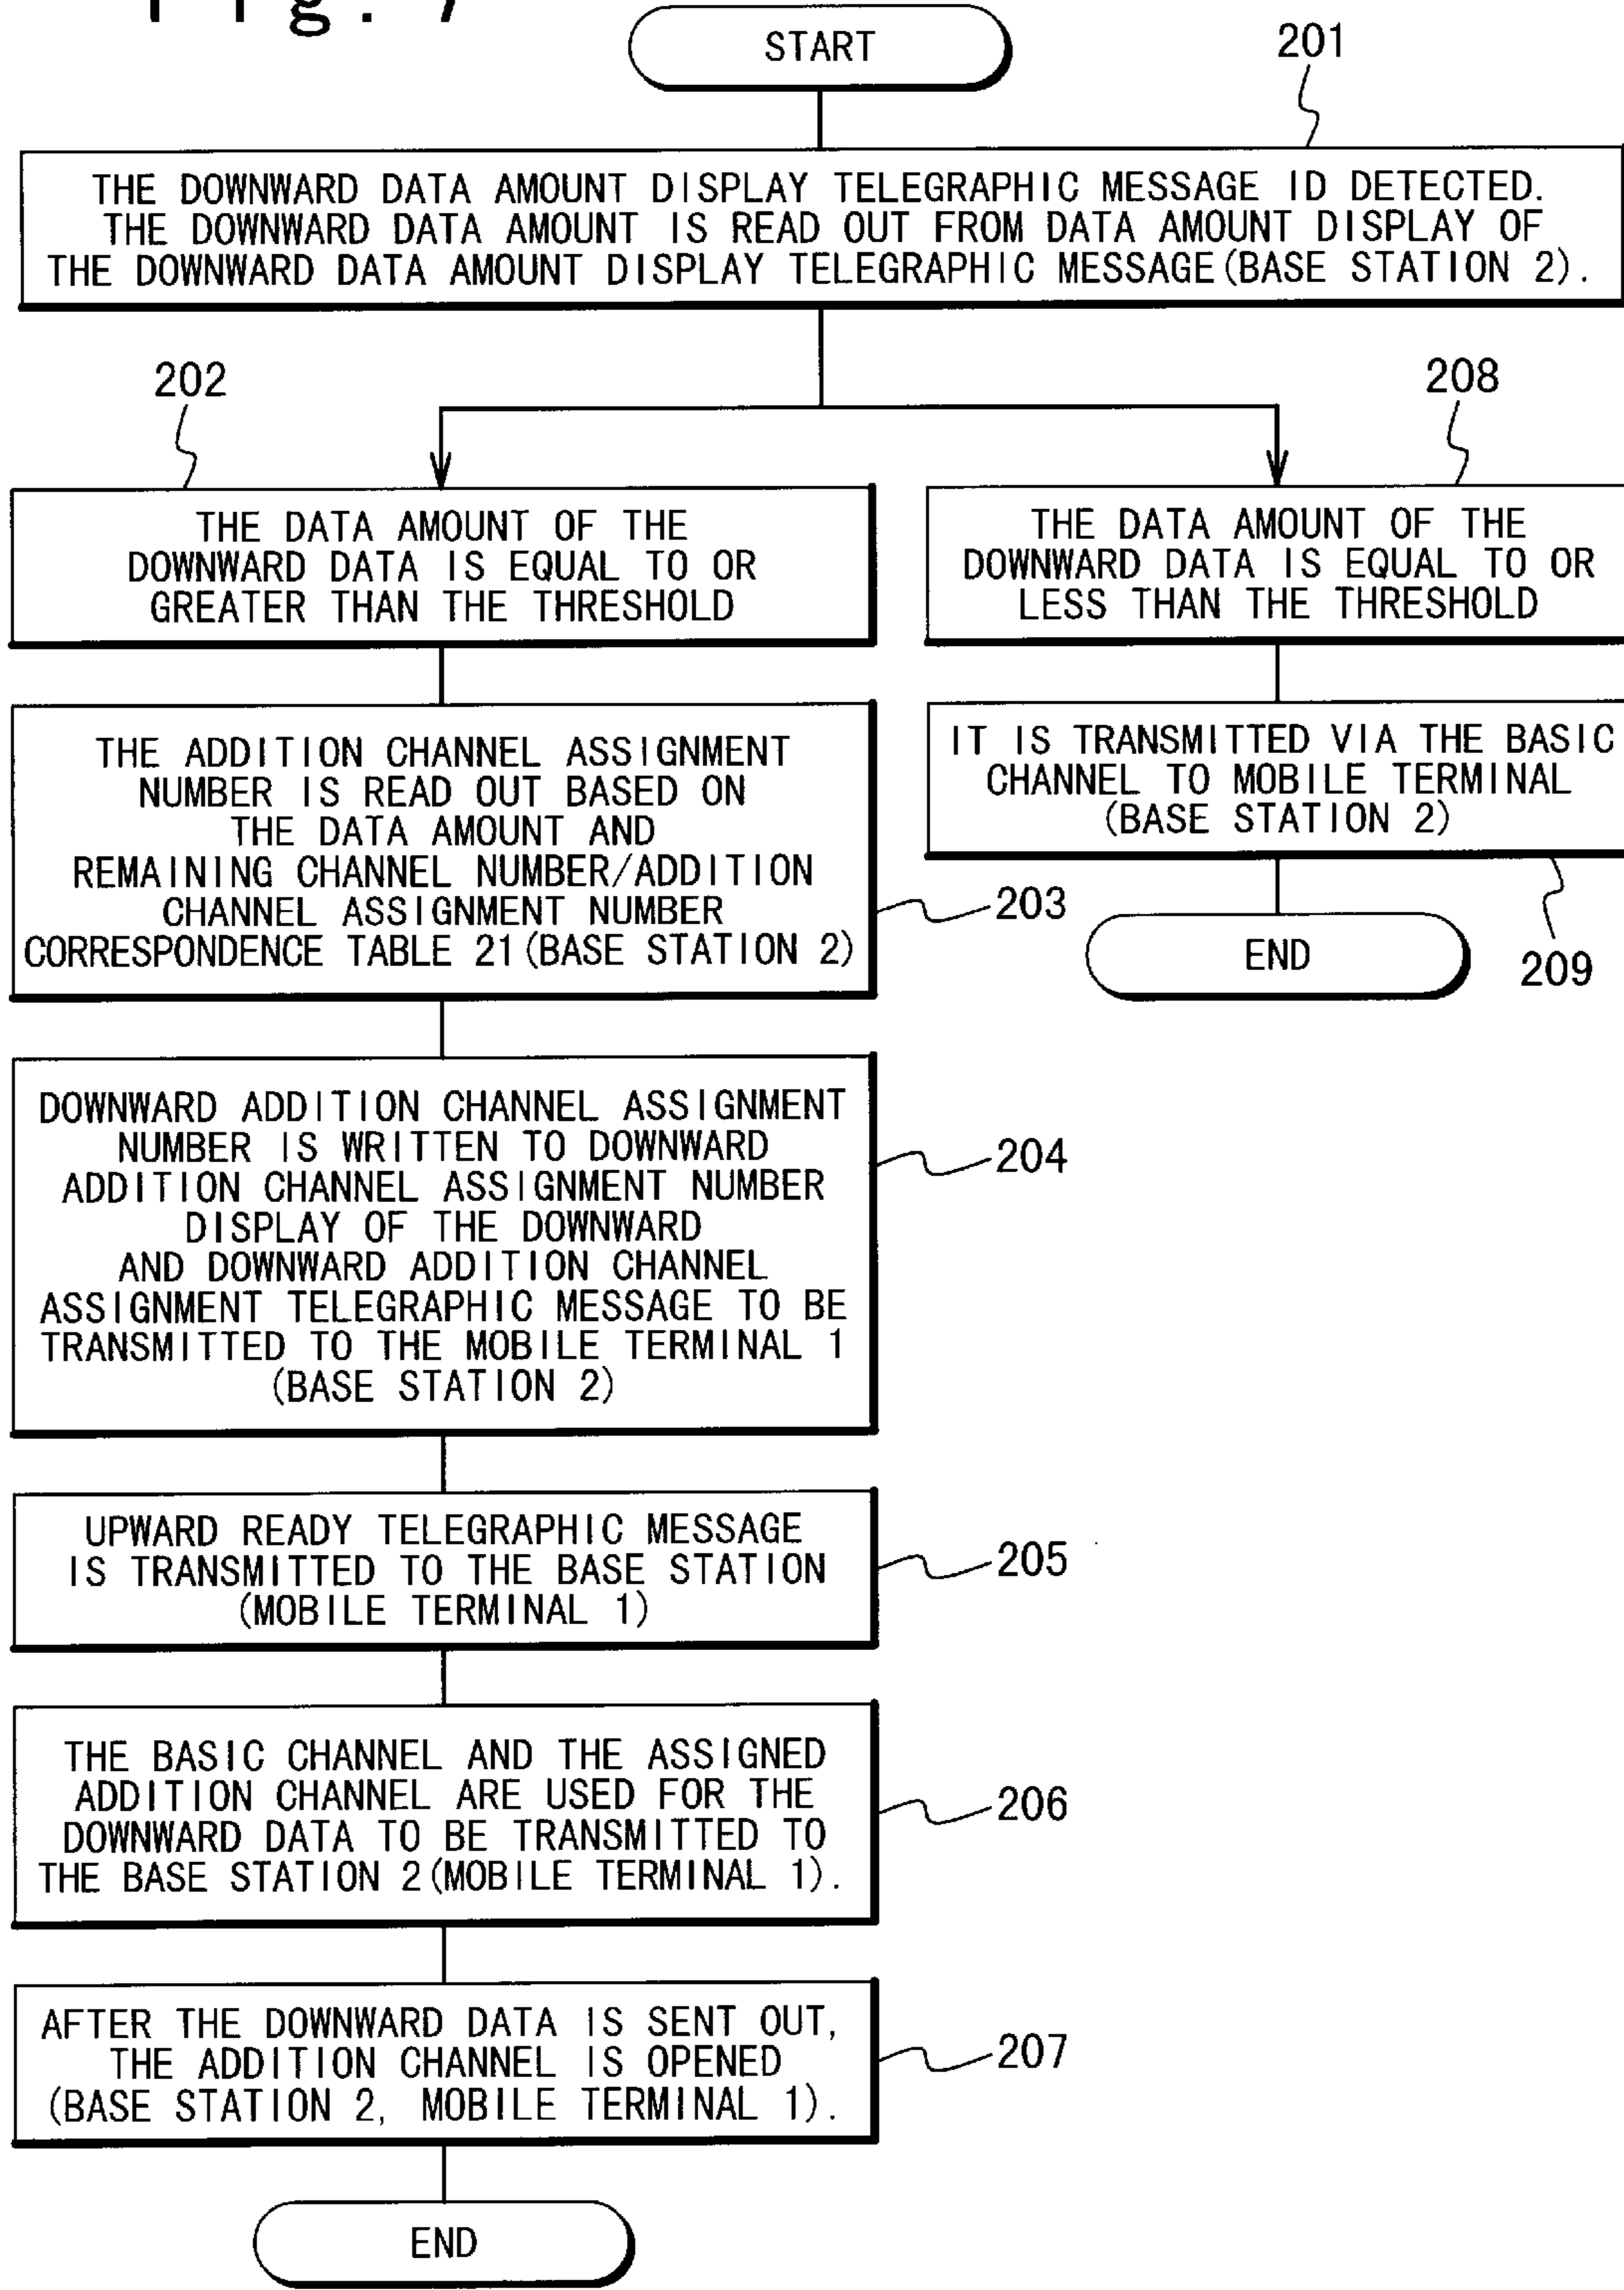 Fig. 7
START
201
THE DOWNWARD DATA AMOUNT DISPLAY TELEGRAPHIC MESSAGE ID DETECTED.
THE DOWNWARD DATA AMOUNT IS READ OUT FROM DATA AMOUNT DISPLAY OF
THE DOWNWARD DATA AMOUNT DISPLAY TELEGRAPHIC MESSAGE(BASE STATION 2).
202
THE DATA AMOUNT OF THE
DOWNWARD DATA IS EQUAL TO OR
GREATER THAN THE THRESHOLD
208
THE DATA AMOUNT OF THE
DOWNWARD DATA IS EQUAL TO OR
LESS THAN THE THRESHOLD
THE ADDITION CHANNEL ASSIGNMENT
NUMBER IS READ OUT BASED ON
THE DATA AMOUNT AND
REMAINING CHANNEL NUMBER/ADDITION
CHANNEL ASSIGNMENT NUMBER
CORRESPONDENCE TABLE 21(BASE STATION 2)
203
IT IS TRANSMITTED VIA THE BASIC
CHANNEL TO MOBILE TERMINAL
(BASE STATION 2)
209
END
DOWNWARD ADDITION CHANNEL ASSIGNMENT
NUMBER IS WRITTEN TO DOWNWARD
ADDITION CHANNEL ASSIGNMENT NUMBER
DISPLAY OF THE DOWNWARD
AND DOWNWARD ADDITION CHANNEL
ASSIGNMENT TELEGRAPHIC MESSAGE TO BE
TRANSMITTED TO THE MOBILE TERMINAL 1
(BASE STATION 2)
204
UPWARD READY TELEGRAPHIC MESSAGE
IS TRANSMITTED TO THE BASE STATION
(MOBILE TERMINAL 1)
205
THE BASIC CHANNEL AND THE ASSIGNED
ADDITION CHANNEL ARE USED FOR THE
DOWNWARD DATA TO BE TRANSMITTED TO
THE BASE STATION 2(MOBILE TERMINAL 1).
206
AFTER THE DOWNWARD DATA IS SENT OUT,
THE ADDITION CHANNEL IS OPENED
(BASE STATION 2, MOBILE TERMINAL 1).
207
END